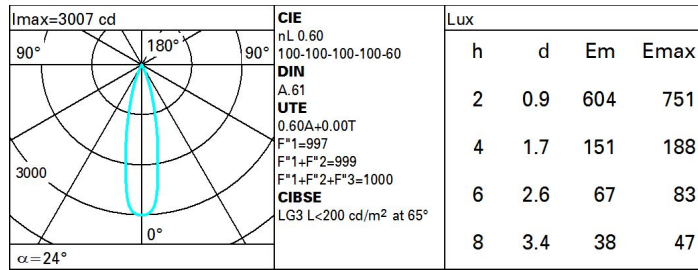 Imax=3007 cd
90° 180° 90°
3000
0°
α=24°
CIE
nL 0.60
100-100-100-100-60
DIN
A.61
UTE
0.60A+0.00T
F"1=997
F"1+F"2=999
F"1+F"2+F"3=1000
CIBSE
LG3 L<200 cd/m² at 65°
Lux
h d Em Emax
2 0.9 604 751
4 1.7 151 188
6 2.6 67 83
8 3.4 38 47